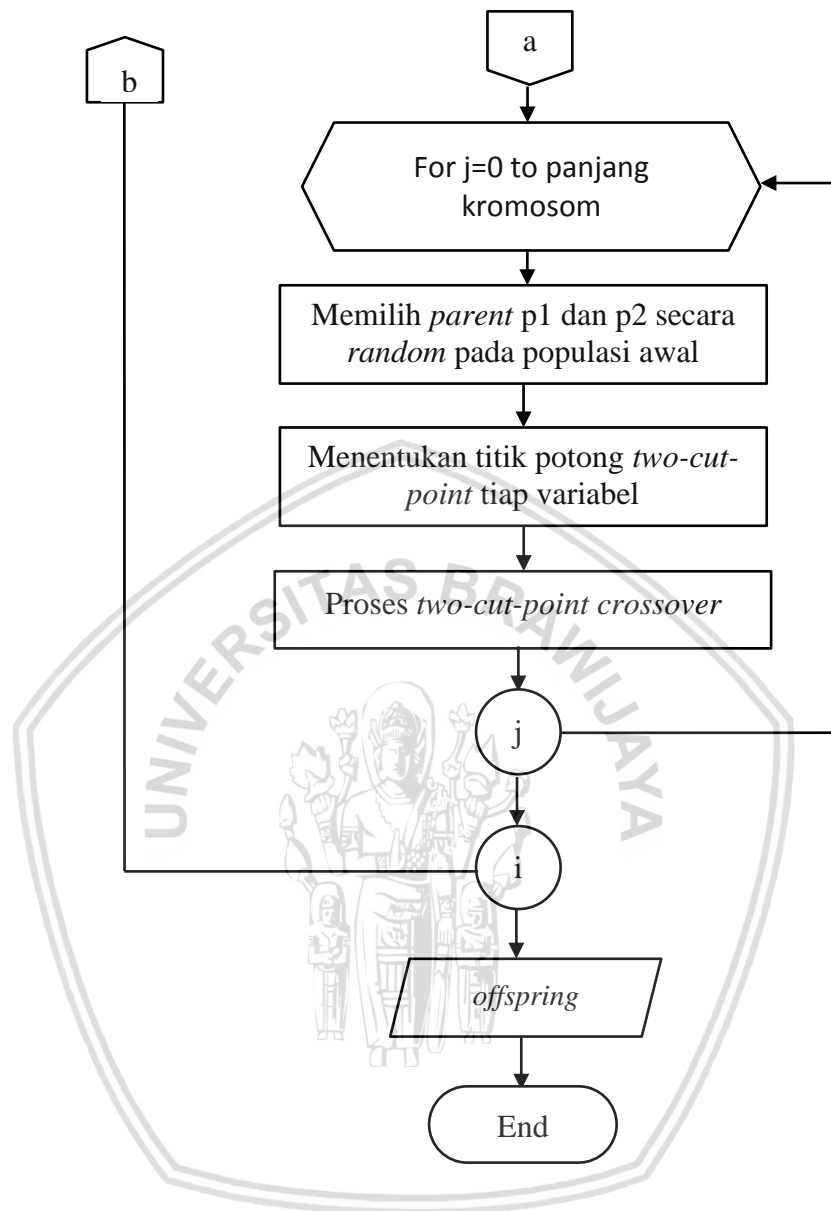 b
a
For j=0 to panjang
kromosom
Memilih parent p1 dan p2 secara
random pada populasi awal
Menentukan titik potong two-cut-
point tiap variabel
Proses two-cut-point crossover
UNIVERSITAS BRAWIJAYA
j
i
offspring
End